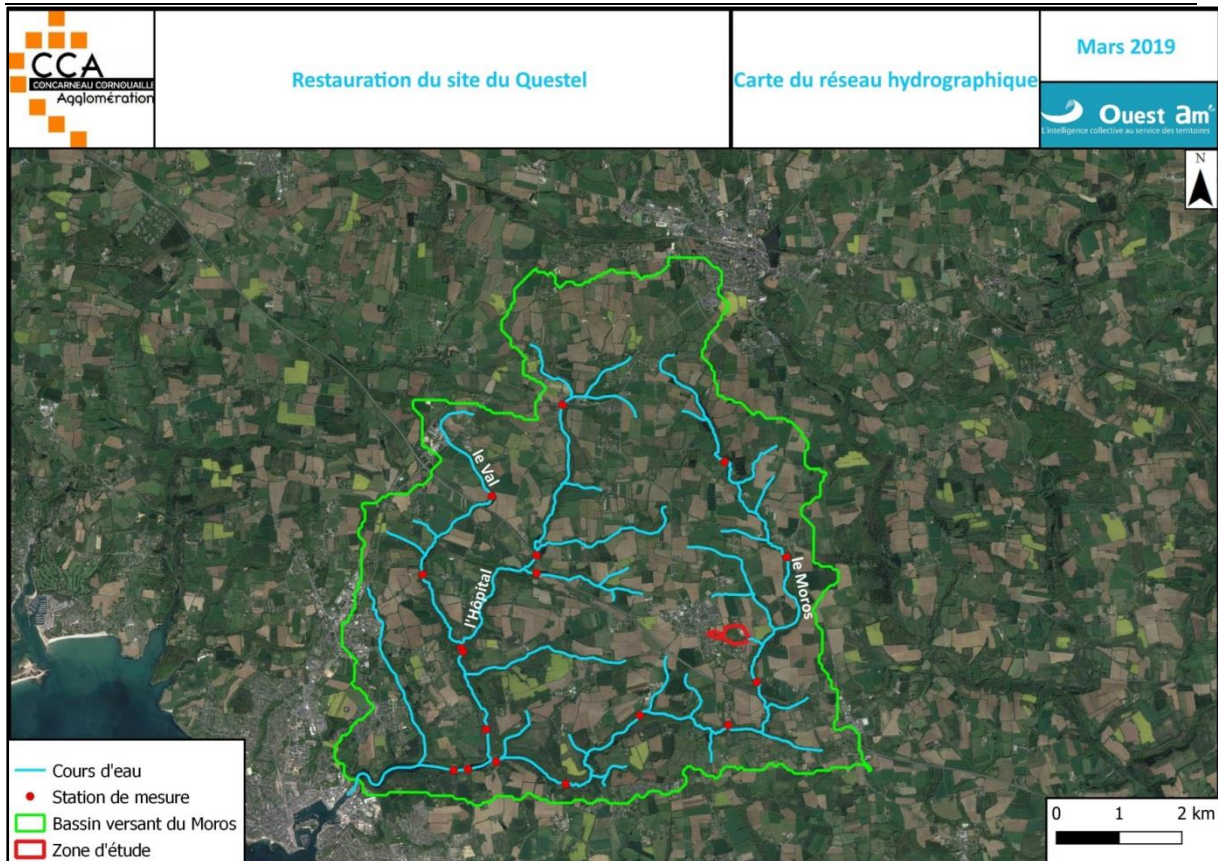 CCA
CONCARNEAU CORNOUAILLE
Agglomération
Restauration du site du Questel
Carte du réseau hydrographique
Mars 2019
Ouest am'
L'intelligence collective au service des territoires
N
le Val
l'Hôpital
le Moros
Cours d'eau
Station de mesure
Bassin versant du Moros
Zone d'étude
0 1 2 km